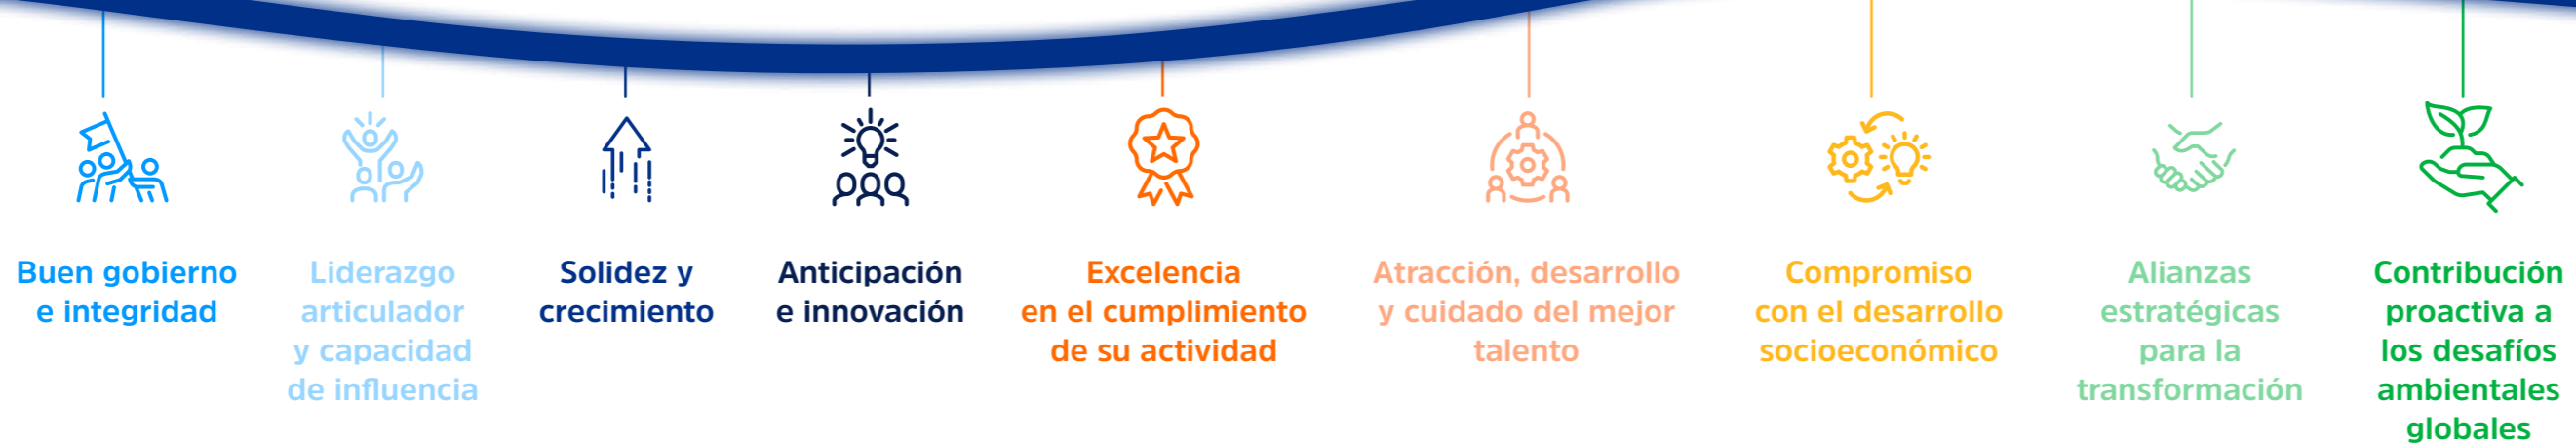 Buen gobierno
e integridad
Liderazgo
articulador
y capacidad
de influencia
Solidez y
crecimiento
Anticipación
e innovación
Excelencia
en el cumplimiento
de su actividad
Atracción, desarrollo
y cuidado del mejor
talento
Compromiso
con el desarrollo
socioeconómico
Alianzas
estratégicas
para la
transformación
Contribución
proactiva a
los desafíos
ambientales
globales